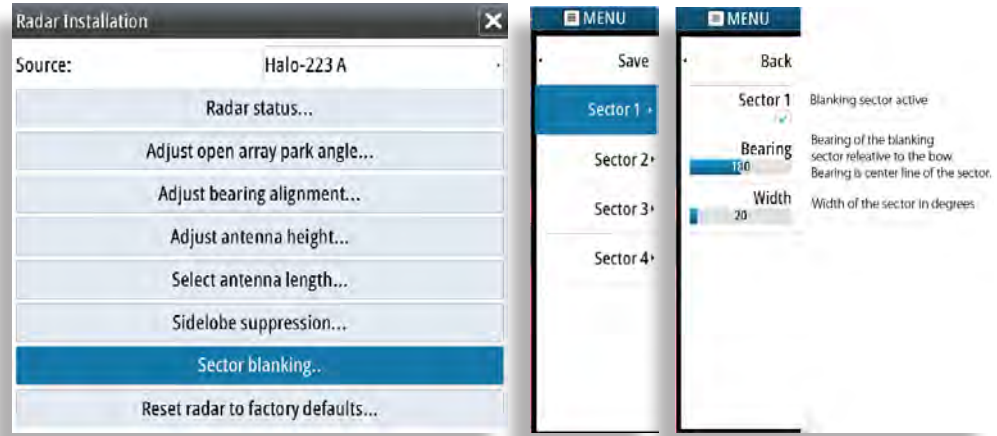 Radar Installation
Source: Halo-223 A
Radar status...
Adjust open array park angle...
Adjust bearing alignment...
Adjust antenna height...
Select antenna length...
Sidelobe suppression...
Sector blanking..
Reset radar to factory defaults...
MENU
Save
Sector 1
Sector 2
Sector 3
Sector 4
MENU
Back
Sector 1
Blanking sector active
Bearing
180
Bearing of the blanking
sector releative to the bow.
Bearing is center line of the sector.
Width
20
Width of the sector in degrees